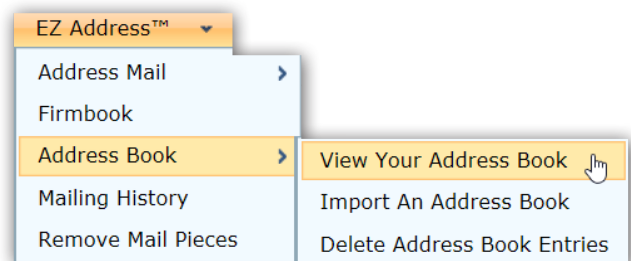 EZ Address™
Address Mail
Firmbook
Address Book
Mailing History
Remove Mail Pieces
View Your Address Book
Import An Address Book
Delete Address Book Entries